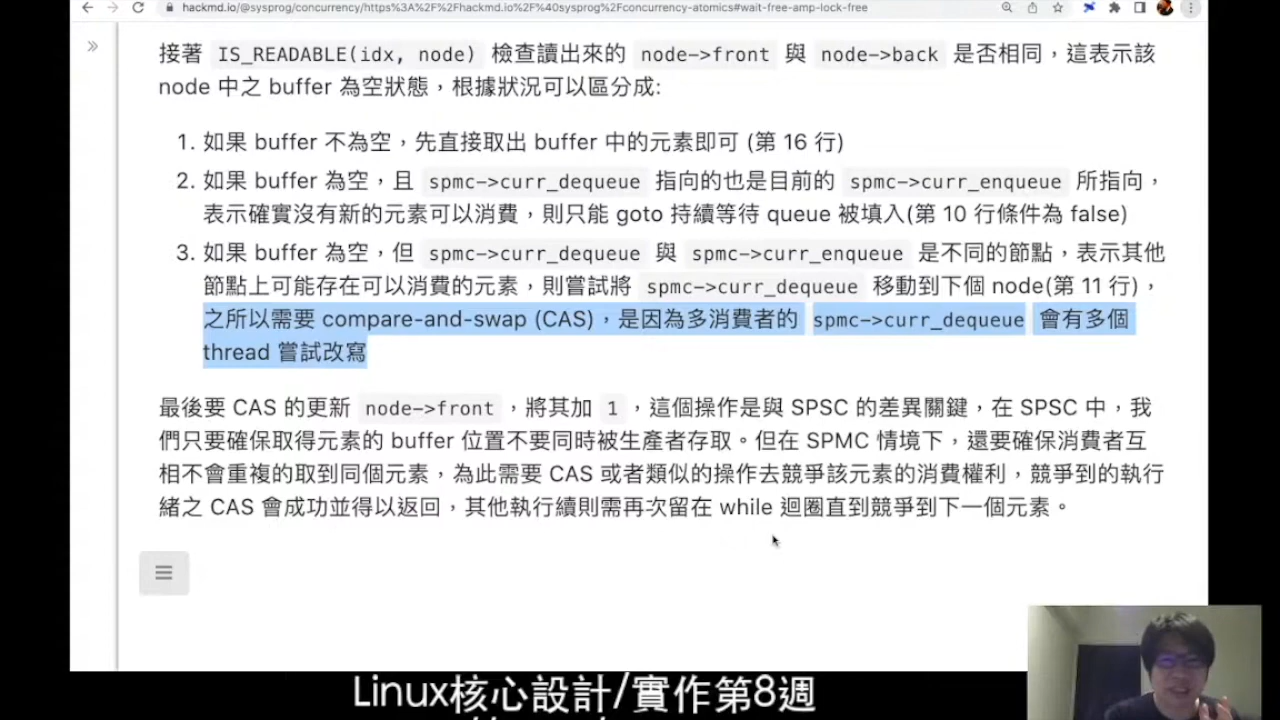 hackmd.io/@sysprog/concurrency/https%3A%2F%2Fhackmd.io%2F%40sysprog%2Fconcurrency-atomics#wait-free-amp-lock-free
接著 IS_READABLE(idx, node) 檢查讀出來的 node->front 與 node->back 是否相同，這表示該
node 中之 buffer 為空狀態，根據狀況可以區分成:
1. 如果 buffer 不為空，先直接取出 buffer 中的元素即可 (第 16 行)
2. 如果 buffer 為空，且 spmc->curr_dequeue 指向的也是目前的 spmc->curr_enqueue 所指向，
表示確實沒有新的元素可以消費，則只能 goto 持續等待 queue 被填入(第 10 行條件為 false)
3. 如果 buffer 為空，但 spmc->curr_dequeue 與 spmc->curr_enqueue 是不同的節點，表示其他
節點上可能存在可以消費的元素，則嘗試將 spmc->curr_dequeue 移動到下個 node(第 11 行)，
之所以需要 compare-and-swap (CAS)，是因為多消費者的 spmc->curr_dequeue 會有多個
thread 嘗試改寫
最後要 CAS 的更新 node->front，將其加 1，這個操作是與 SPSC 的差異關鍵，在 SPSC 中，我
們只要確保取得元素的 buffer 位置不要同時被生產者存取。但在 SPMC 情境下，還要確保消費者互
相不會重複的取到同個元素，為此需要 CAS 或者類似的操作去競爭該元素的消費權利，競爭到的執行
緒之 CAS 會成功並得以返回，其他執行續則需再次留在 while 迴圈直到競爭到下一個元素。
Linux核心設計/實作第8週